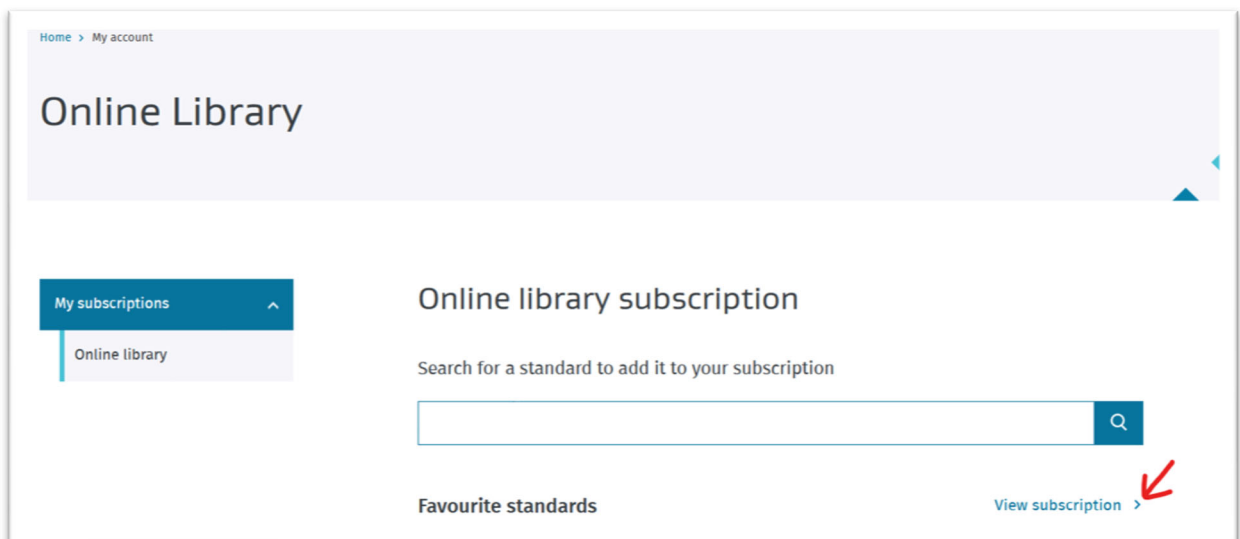 Home > My account
Online Library
My subscriptions
Online library
Online library subscription
Search for a standard to add it to your subscription
Favourite standards
View subscription >